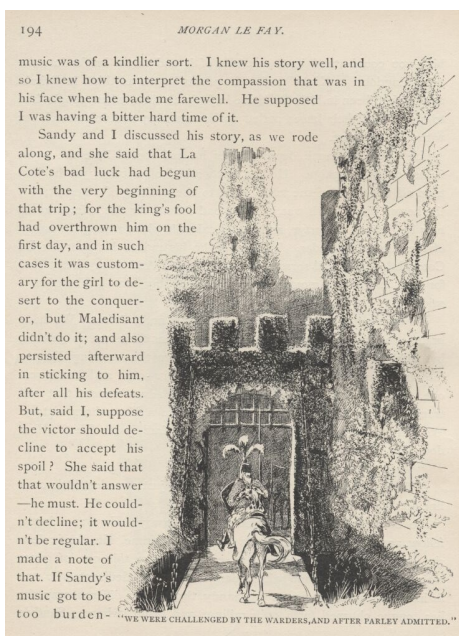 194
MORGAN LE FAY.
music was of a kindlier sort. I knew his story well, and
so I knew how to interpret the compassion that was in
his face when he bade me farewell. He supposed
I was having a bitter hard time of it.
Sandy and I discussed his story, as we rode
along, and she said that La
Cote's bad luck had begun
with the very beginning of
that trip; for the king's fool
had overthrown him on the
first day, and in such
cases it was custom-
ary for the girl to de-
sert to the conquer-
or, but Maledisant
didn't do it; and also
persisted afterward
in sticking to him,
after all his defeats.
But, said I, suppose
the victor should de-
cline to accept his
spoil? She said that
that wouldn't answer
—he must. He could-
n't decline; it would-
n't be regular. I
made a note of
that. If Sandy's
music got to be
too burden-
"WE WERE CHALLENGED BY THE WARDERS, AND AFTER PARLEY ADMITTED."